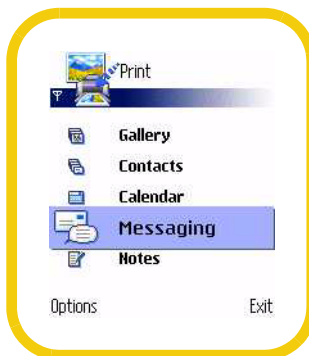 Print
Gallery
Contacts
Calendar
Messaging
Notes
Options Exit